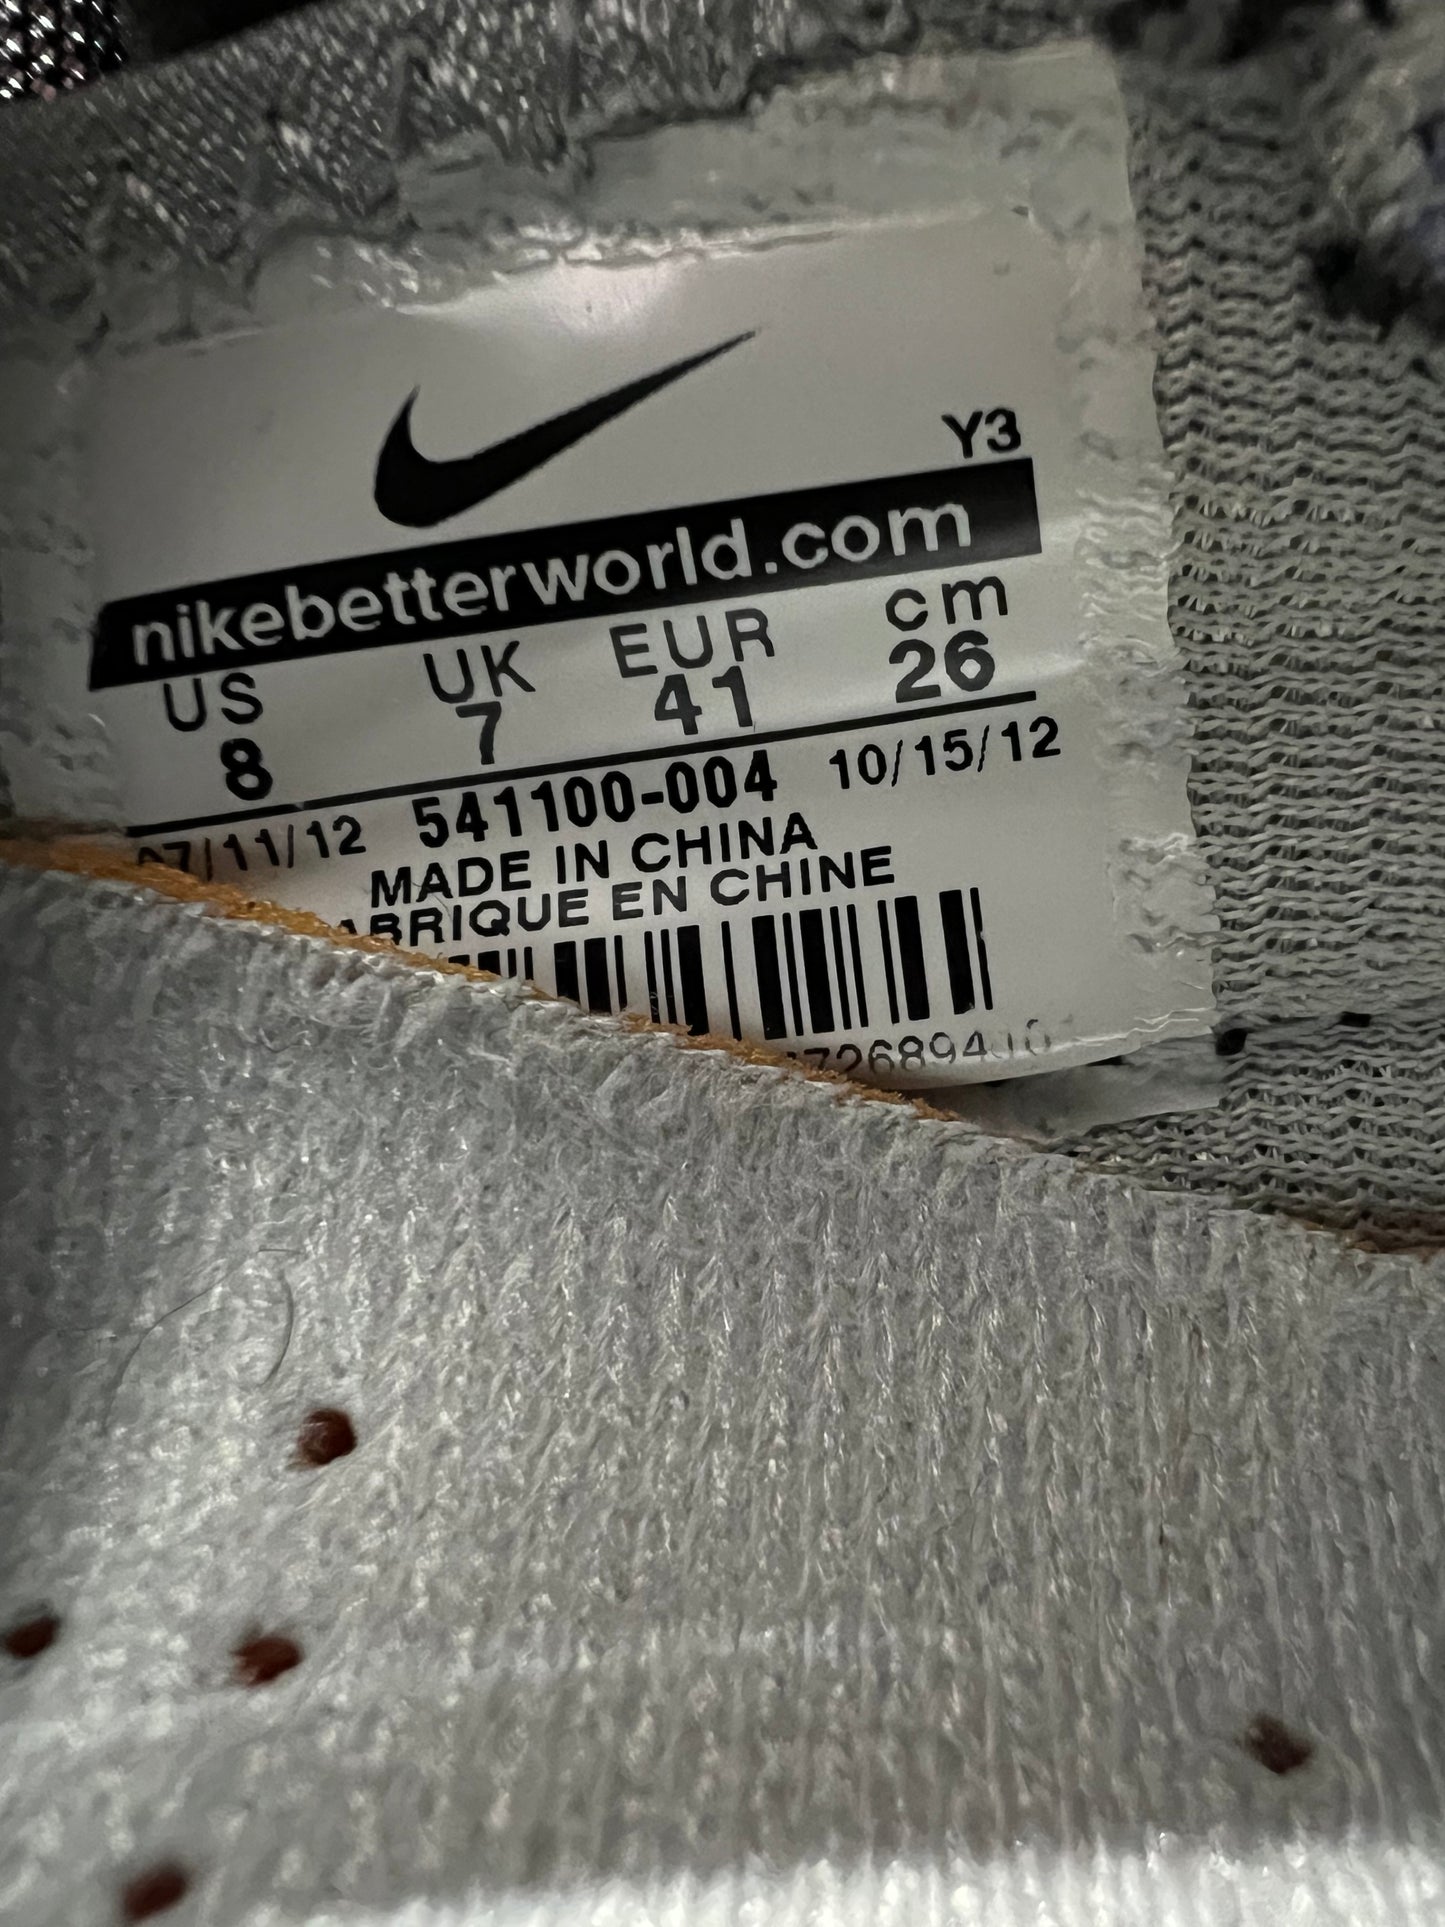 Y3
nikebetterworld.com
US UK EUR cm
8 7 41 26
07/11/12 541100-004 10/15/12
MADE IN CHINA
EN CHINE